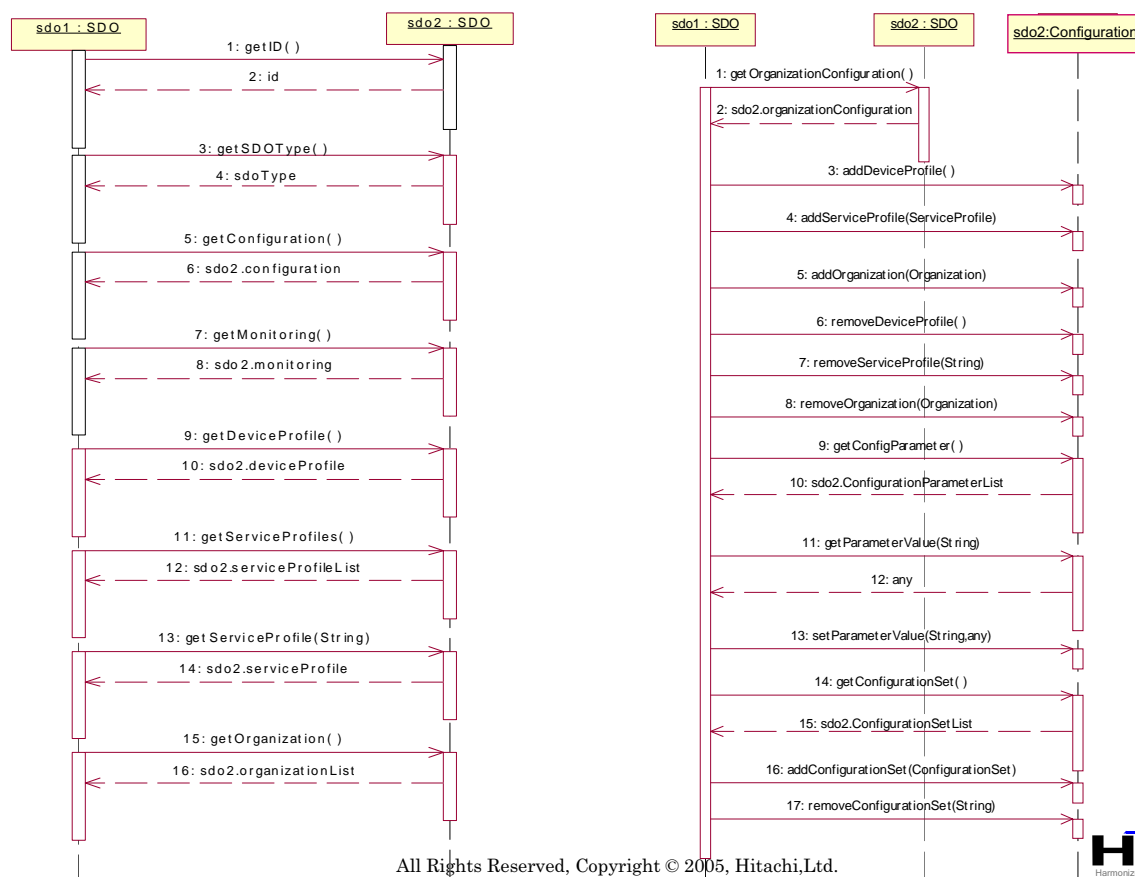 sdo1 : SDO
sdo2 : SDO
1: getID( )
2: id
3: getSDOType( )
4: sdoType
5: getConfiguration( )
6: sdo2.configuration
7: getMonitoring( )
8: sdo2.monitoring
9: getDeviceProfile( )
10: sdo2.deviceProfile
11: getServiceProfiles( )
12: sdo2.serviceProfileList
13: getServiceProfile(String)
14: sdo2.serviceProfile
15: getOrganization( )
16: sdo2.organizationList
sdo1 : SDO
sdo2 : SDO
sdo2:Configuration
1: getOrganizationConfiguration( )
2: sdo2.organizationConfiguration
3: addDeviceProfile( )
4: addServiceProfile(ServiceProfile)
5: addOrganization(Organization)
6: removeDeviceProfile( )
7: removeServiceProfile(String)
8: removeOrganization(Organization)
9: getConfigParameter( )
10: sdo2.ConfigurationParameterList
11: getParameterValue(String)
12: any
13: setParameterValue(String,any)
14: getConfigurationSet( )
15: sdo2.ConfigurationSetList
16: addConfigurationSet(ConfigurationSet)
17: removeConfigurationSet(String)
All Rights Reserved, Copyright © 2005, Hitachi,Ltd.
H
Harmoniz